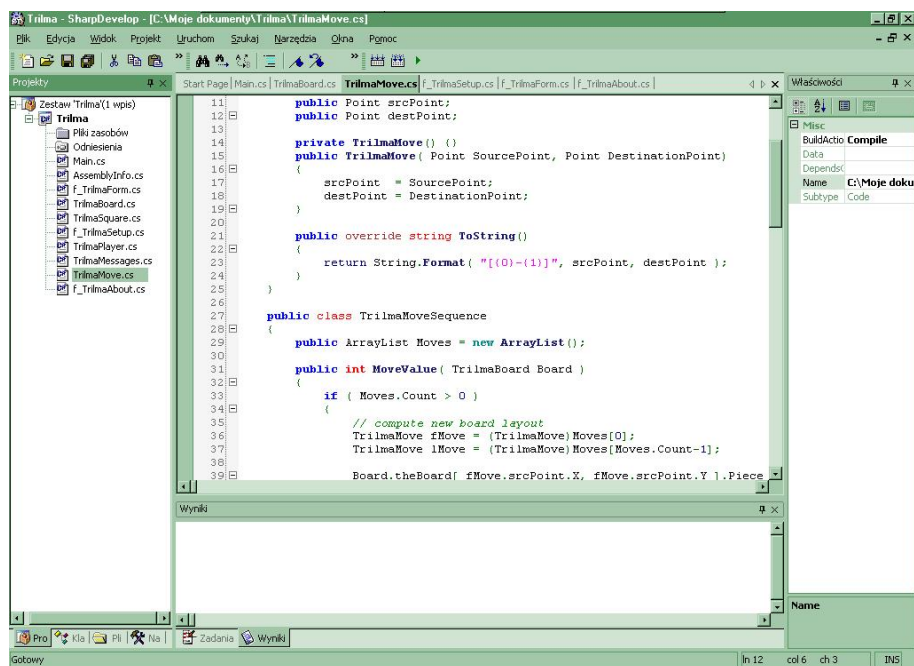 Trilma - SharpDevelop - [C:\Moje dokumenty\Trilma\TrilmaMove.cs]
Plik Edycja Widok Projekt Uruchom Szukaj Narzędzia Okna Pomoc
Projekty
Start Page Main.cs TrilmaBoard.cs TrilmaMove.cs f_TrilmaSetup.cs f_TrilmaForm.cs f_TrilmaAbout.cs
Właściwości
Zestaw 'Trilma'(1 wpis)
Trilma
Pliki zasobów
Odniesienia
Main.cs
AssemblyInfo.cs
f_TrilmaForm.cs
TrilmaBoard.cs
TrilmaSquare.cs
f_TrilmaSetup.cs
TrilmaPlayer.cs
TrilmaMessages.cs
TrilmaMove.cs
f_TrilmaAbout.cs
11 public Point srcPoint;
12 public Point destPoint;
13
14 private TrilmaMove() {}
15 public TrilmaMove( Point SourcePoint, Point DestinationPoint)
16 {
17 srcPoint = SourcePoint;
18 destPoint = DestinationPoint;
19 }
20
21 public override string ToString()
22 {
23 return String.Format( "[{0}-{1}]", srcPoint, destPoint );
24 }
25 }
26
27 public class TrilmaMoveSequence
28 {
29 public ArrayList Moves = new ArrayList();
30
31 public int MoveValue( TrilmaBoard Board )
32 {
33 if ( Moves.Count > 0 )
34 {
35 // compute new board layout
36 TrilmaMove fMove = (TrilmaMove)Moves[0];
37 TrilmaMove lMove = (TrilmaMove)Moves[Moves.Count-1];
38
39 Board.theBoard[ fMove.srcPoint.X, fMove.srcPoint.Y ].Piece
Misc
BuildActio Compile
Data
Depends(
Name C:\Moje doku
Subtype Code
Wyniki
Name
Pro Kla Pli Na
Zadania Wyniki
Gotowy
ln 12 col 6 ch 3 INS